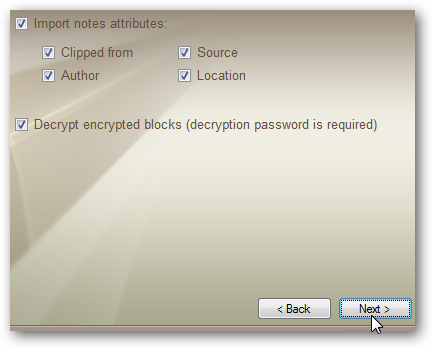 Import notes attributes:
Clipped from Source
Author Location
Decrypt encrypted blocks (decryption password is required)
< Back Next >